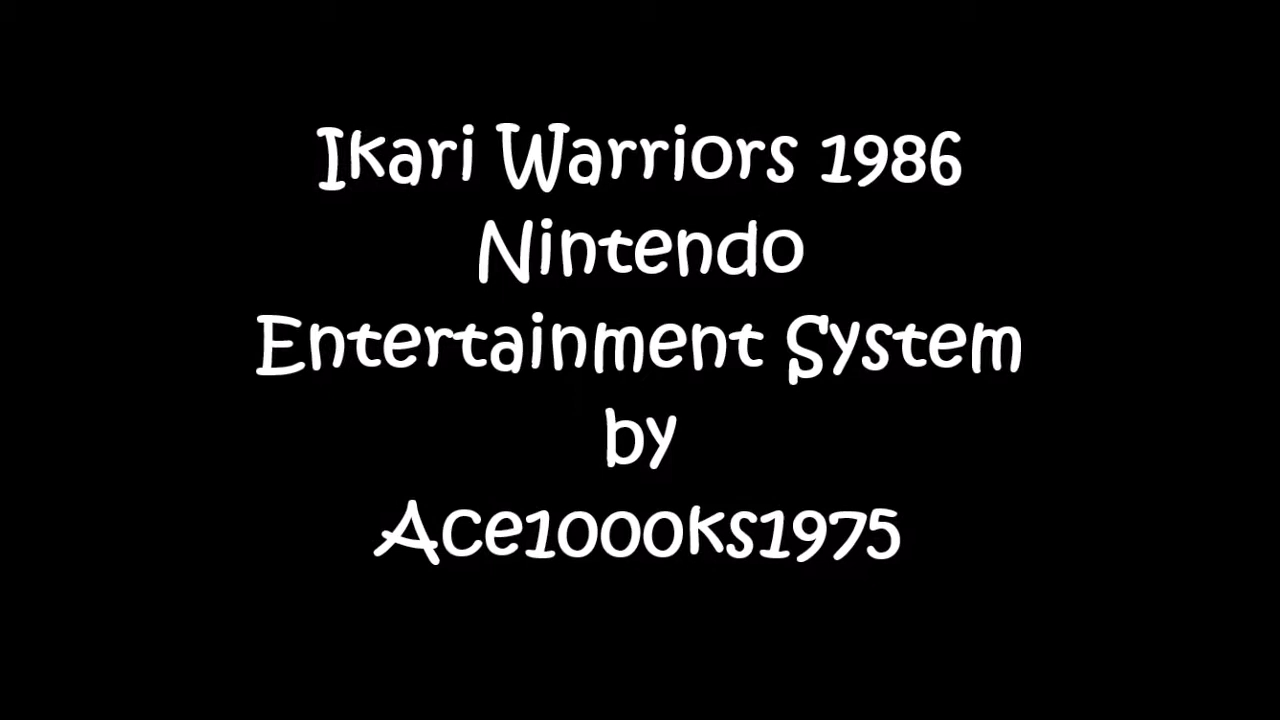 Ikari Warriors 1986
Nintendo
Entertainment System
by
Ace1000ks1975